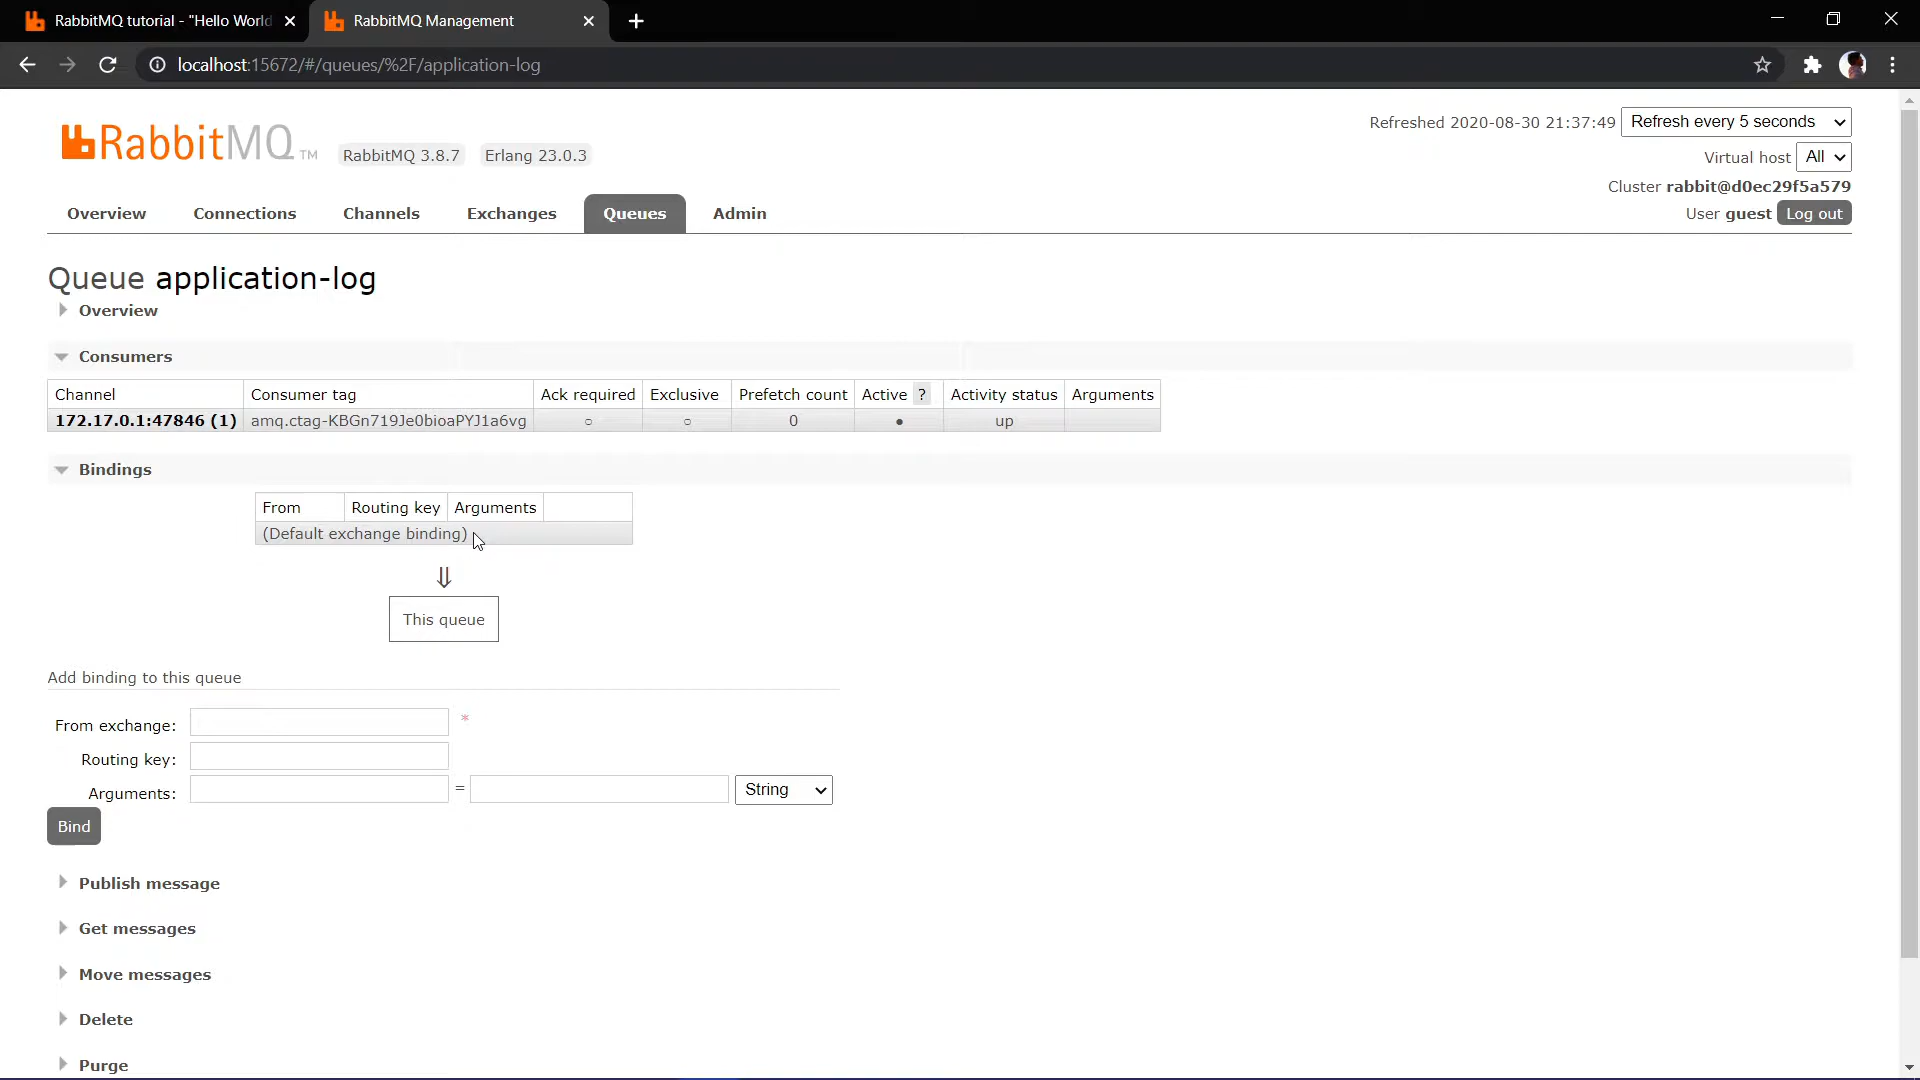 RabbitMQ tutorial - "Hello World
RabbitMQ Management
localhost:15672/#/queues/%2F/application-log
RabbitMQ TM
RabbitMQ 3.8.7 Erlang 23.0.3
Refreshed 2020-08-30 21:37:49 Refresh every 5 seconds
Virtual host All
Cluster rabbit@d0ec29f5a579
User guest Log out
Overview Connections Channels Exchanges Queues Admin
Queue application-log
Overview
Consumers
Channel Consumer tag Ack required Exclusive Prefetch count Active ? Activity status Arguments
172.17.0.1:47846 (1) amq.ctag-KBGn719Je0bioaPYJ1a6vg ○ ○ 0 ● up
Bindings
From Routing key Arguments
(Default exchange binding)
⇓
This queue
Add binding to this queue
From exchange: *
Routing key:
Arguments: = String
Bind
Publish message
Get messages
Move messages
Delete
Purge